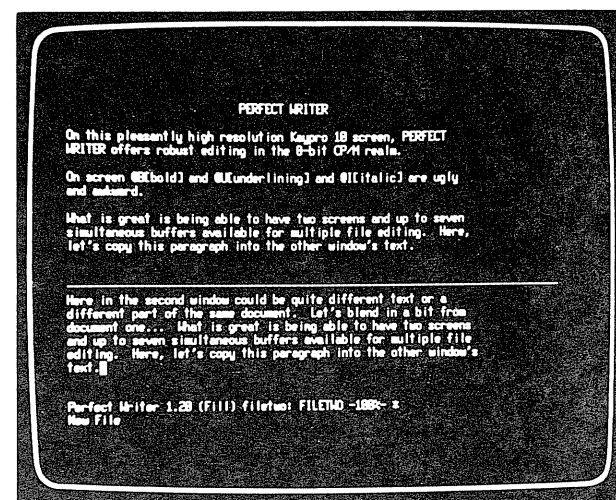 PERFECT WRITER
On this pleasantly high resolution Kaypro 10 screen, PERFECT
WRITER offers robust editing in the 8-bit CP/M realm.
On screen @B[bold] and @U[underlining] and @I[italic] are ugly
and awkward.
What is great is being able to have two screens and up to seven
simultaneous buffers available for multiple file editing.  Here,
let's copy this paragraph into the other window's text.
Here in the second window could be quite different text or a
different part of the same document.  Let's blend in a bit from
document one...  What is great is being able to have two screens
and up to seven simultaneous buffers available for multiple file
editing.  Here, let's copy this paragraph into the other window's
text.
Perfect Writer 1.20 (Fill) filetwo: FILETWO -100%- *
New File